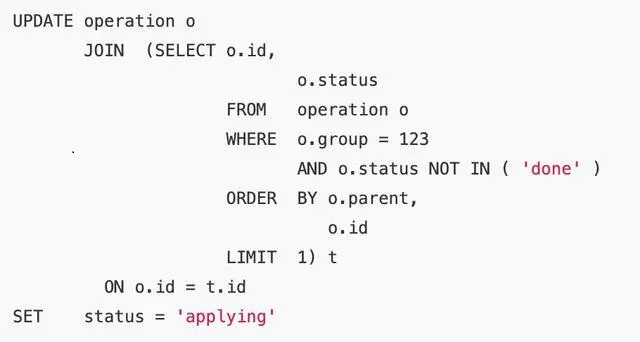 UPDATE operation o
JOIN (SELECT o.id,
o.status
FROM operation o
WHERE o.group = 123
AND o.status NOT IN ( 'done' )
ORDER BY o.parent,
o.id
LIMIT 1) t
ON o.id = t.id
SET status = 'applying'